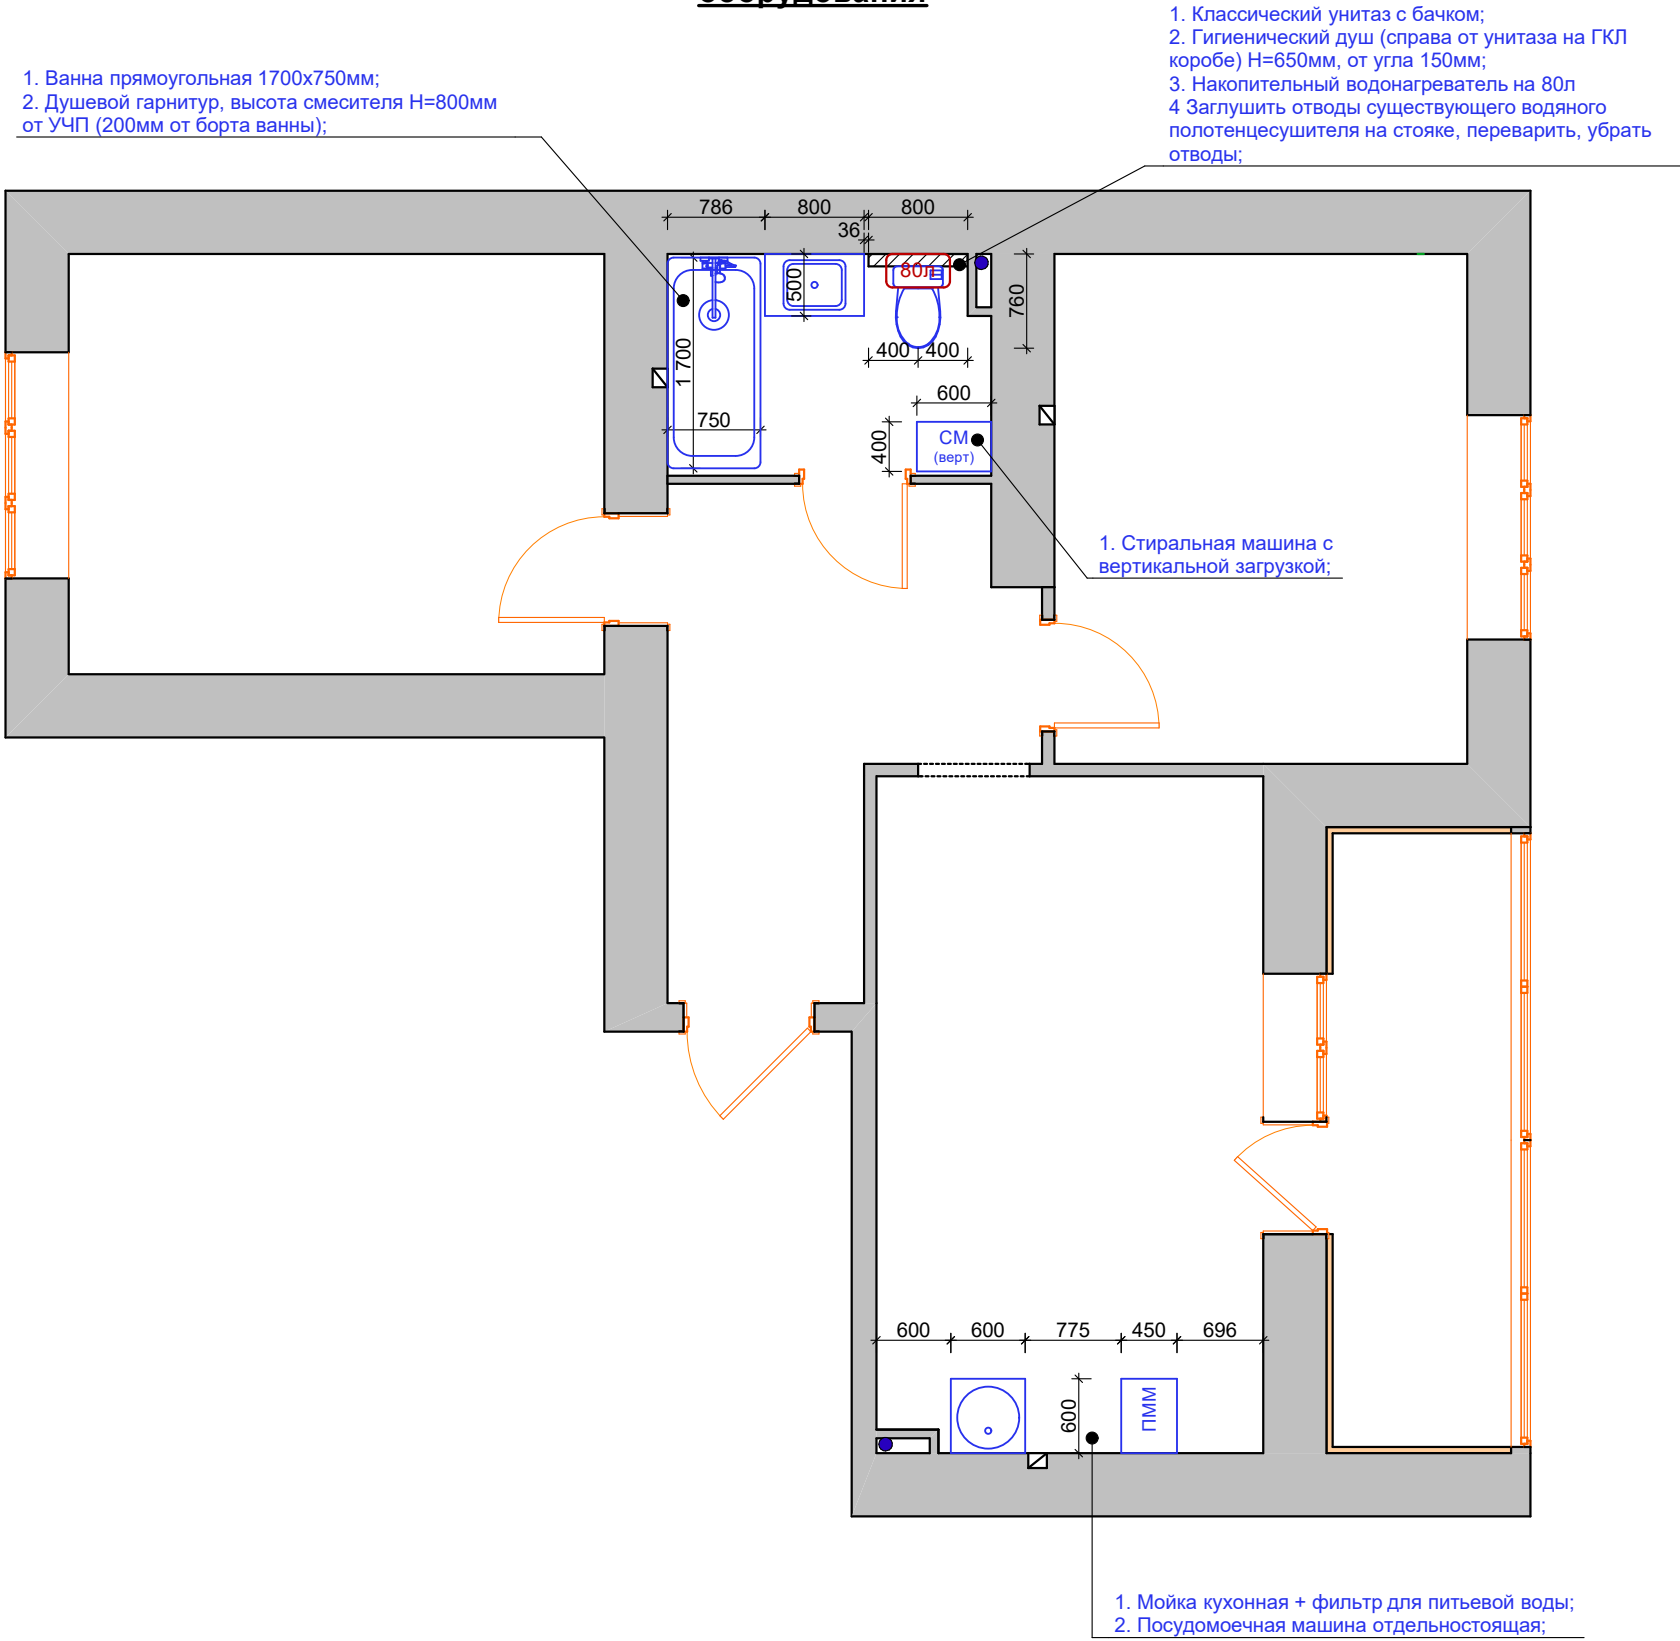 оборудования
1. Классический унитаз с бачком;
2. Гигиенический душ (справа от унитаза на ГКЛ
коробе) Н=650мм, от угла 150мм;
3. Накопительный водонагреватель на 80л
4 Заглушить отводы существующего водяного
полотенцесушителя на стояке, переварить, убрать
отводы;
1. Ванна прямоугольная 1700х750мм;
2. Душевой гарнитур, высота смесителя Н=800мм
от УЧП (200мм от борта ванны);
786
800
800
36
80л
500
760
1 700
400
400
600
750
400
СМ
(верт)
1. Стиральная машина с
вертикальной загрузкой;
600
600
775
450
696
600
ПММ
1. Мойка кухонная + фильтр для питьевой воды;
2. Посудомоечная машина отдельностоящая;